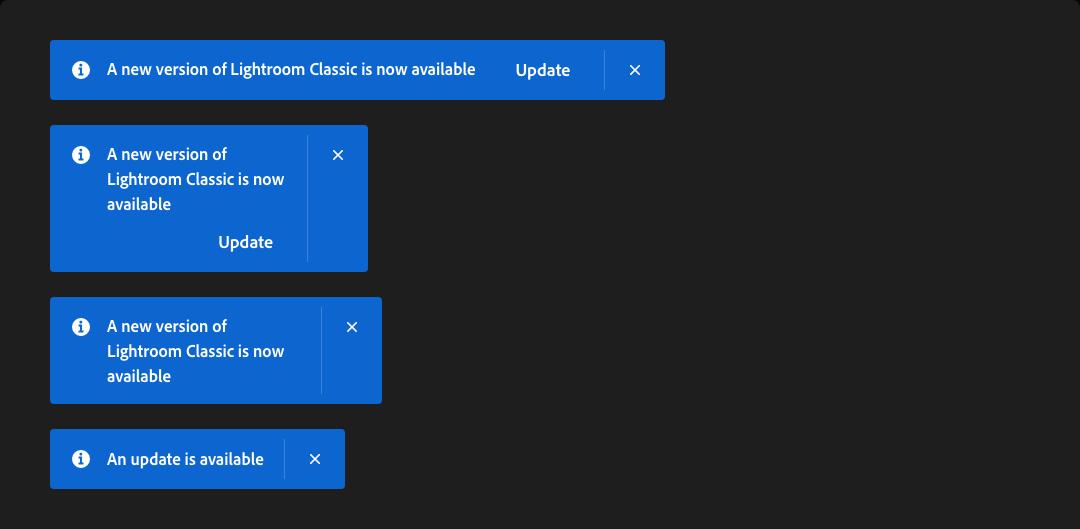 A new version of Lightroom Classic is now available Update
A new version of
Lightroom Classic is now
available
Update
A new version of
Lightroom Classic is now
available
An update is available